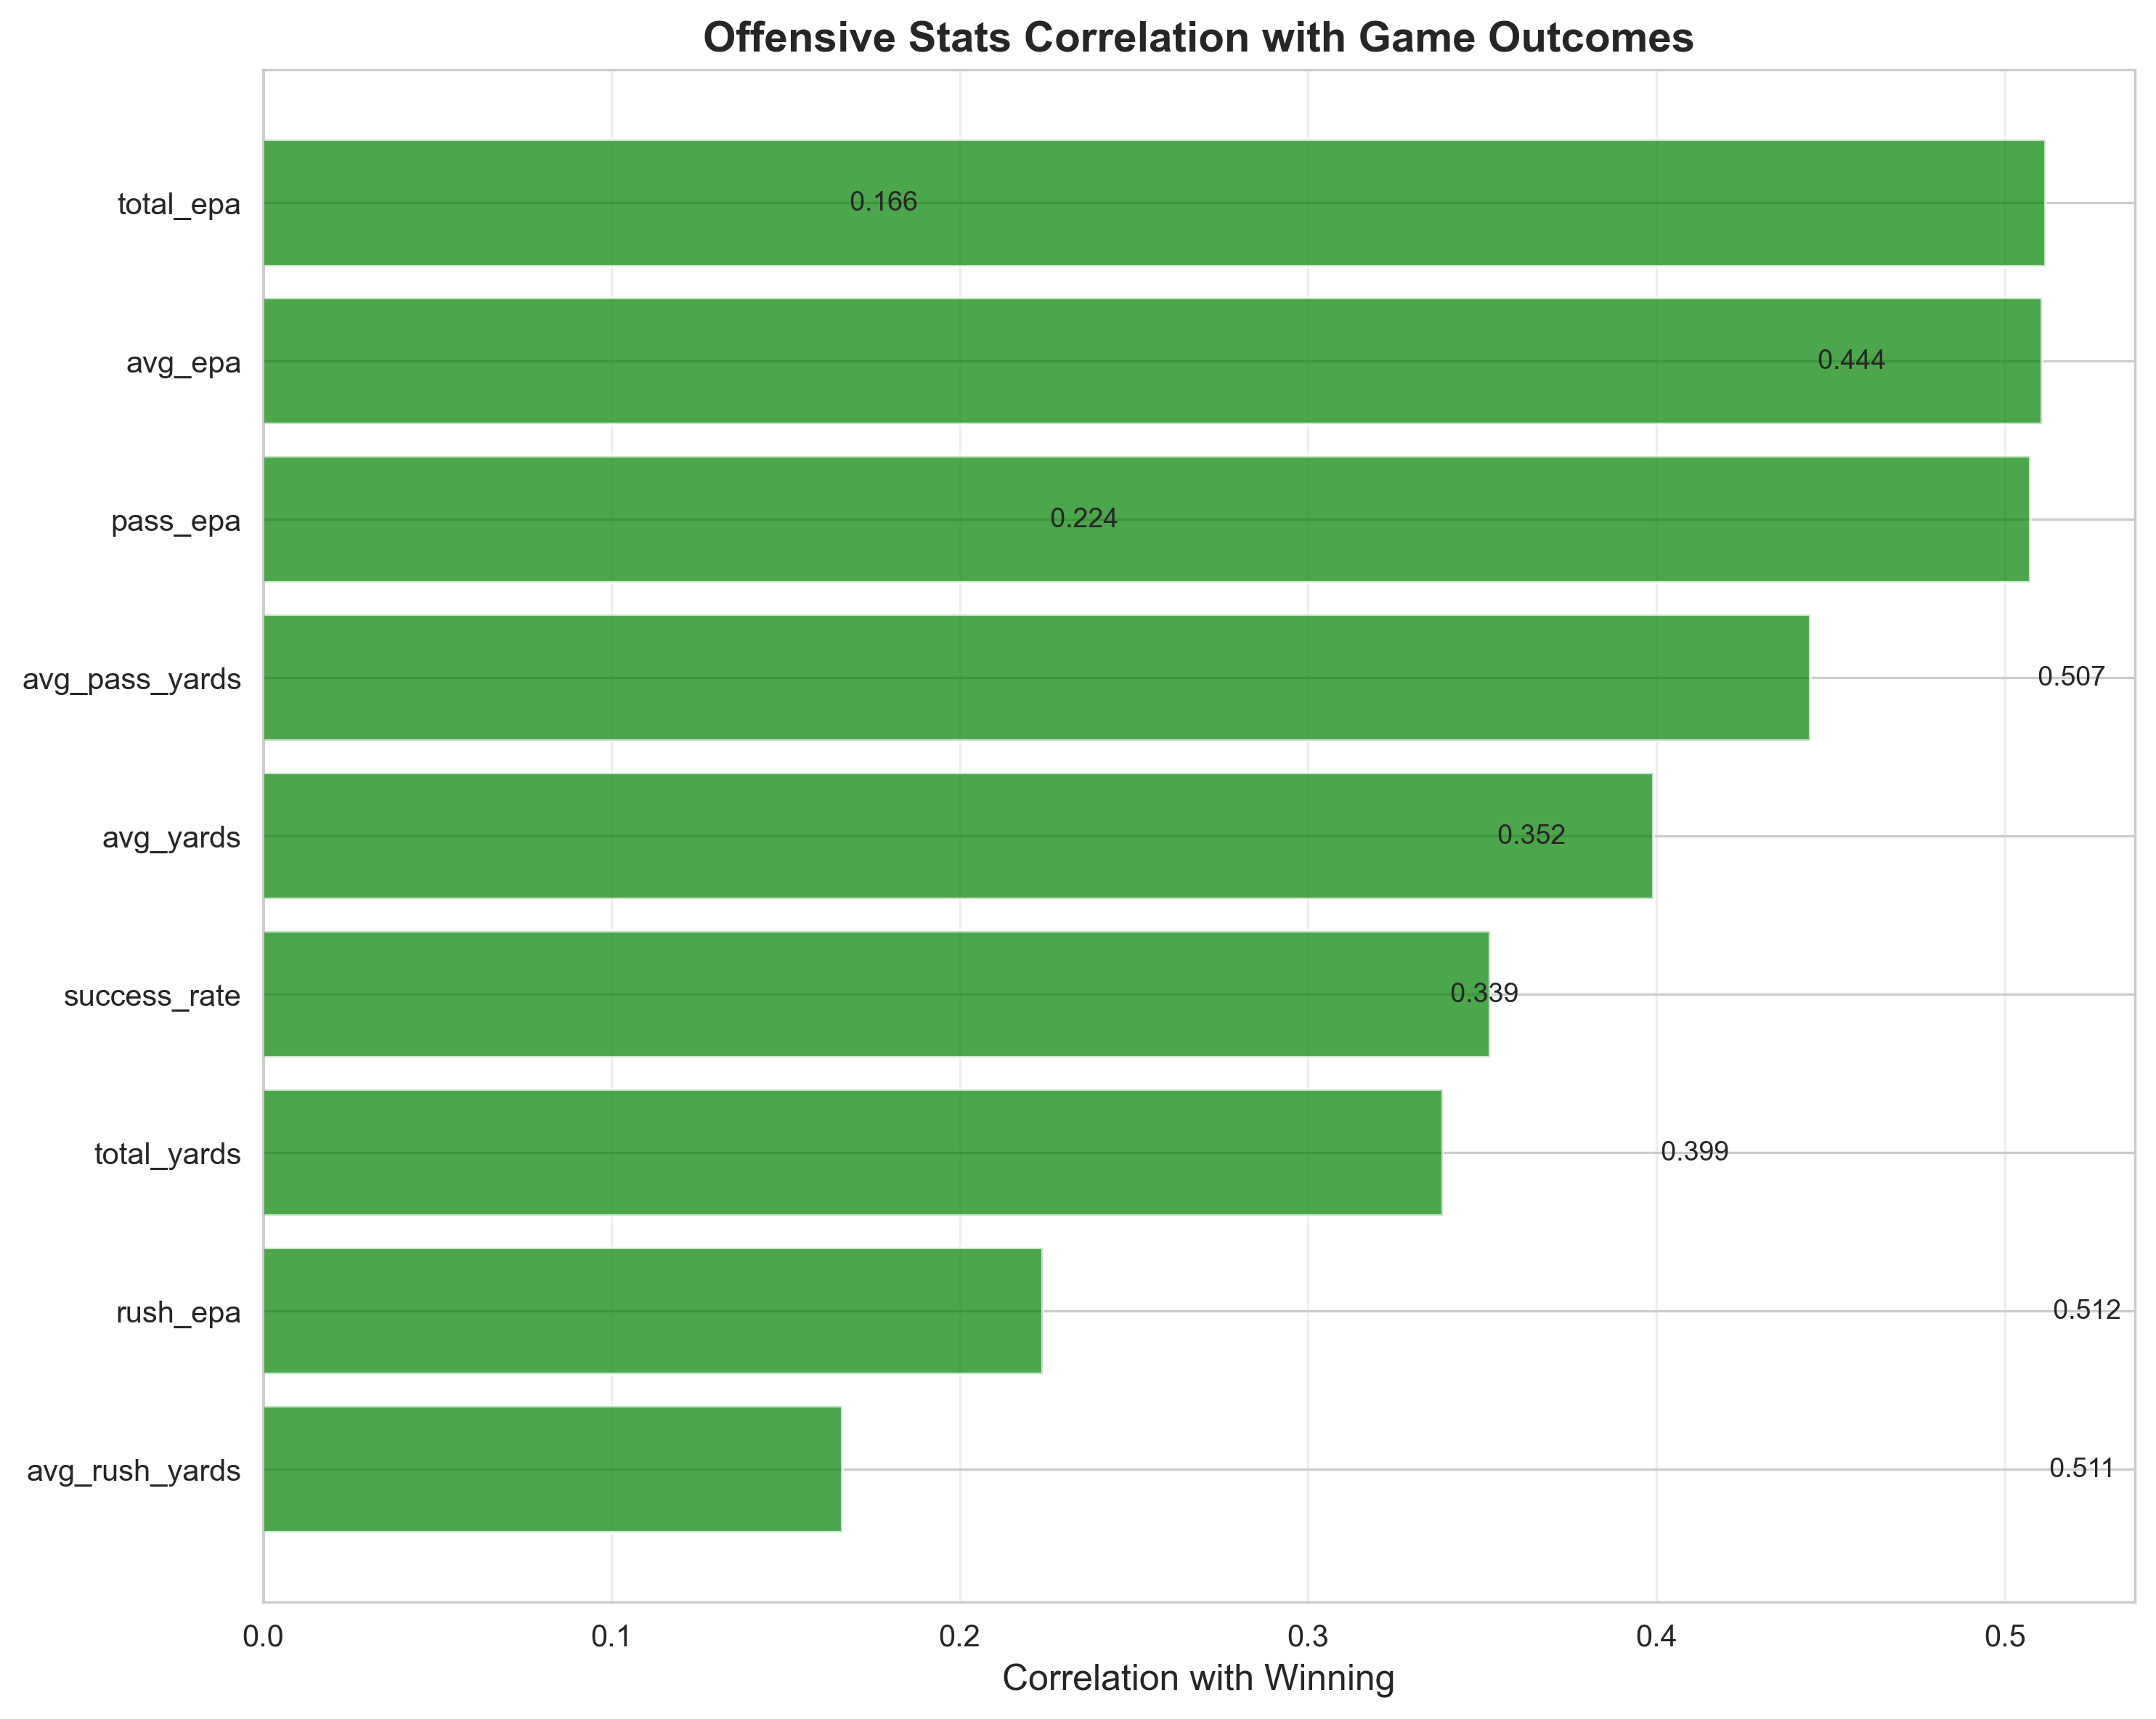 Offensive Stats Correlation with Game Outcomes
total_epa 0.166
avg_epa 0.444
pass_epa 0.224
avg_pass_yards 0.507
avg_yards 0.352
success_rate 0.339
total_yards 0.399
rush_epa 0.512
avg_rush_yards 0.511
0.0 0.1 0.2 0.3 0.4 0.5
Correlation with Winning